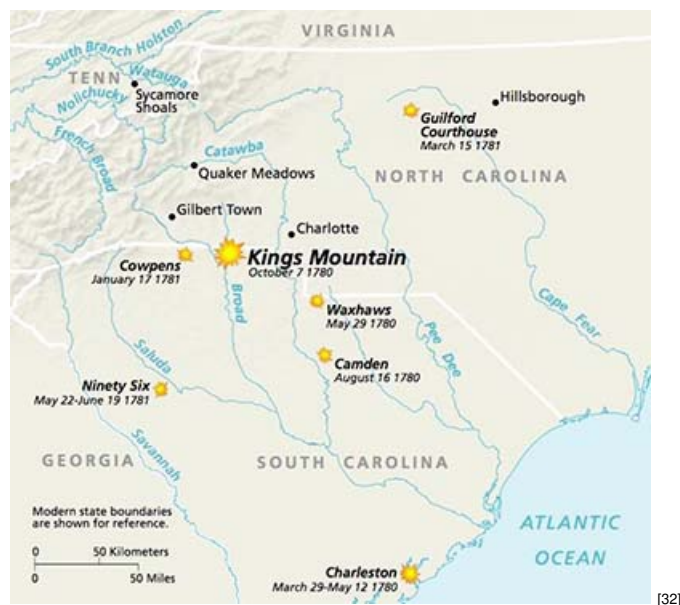 VIRGINIA
South Branch Holston
TENN
Watauga
Sycamore
Shoals
Nolichucky
French Broad
Hillsborough
Guilford
Courthouse
March 15 1781
Catawba
Quaker Meadows
NORTH CAROLINA
Gilbert Town
Charlotte
Kings Mountain
October 7 1780
Cowpens
January 17 1781
Broad
Cape Fear
Waxhaws
May 29 1780
Pee Dee
Saluda
Camden
August 16 1780
Ninety Six
May 22-June 19 1781
Savannah
GEORGIA
SOUTH CAROLINA
Modern state boundaries
are shown for reference.
0 50 Kilometers
0 50 Miles
ATLANTIC
OCEAN
Charleston
March 29-May 12 1780
[32]